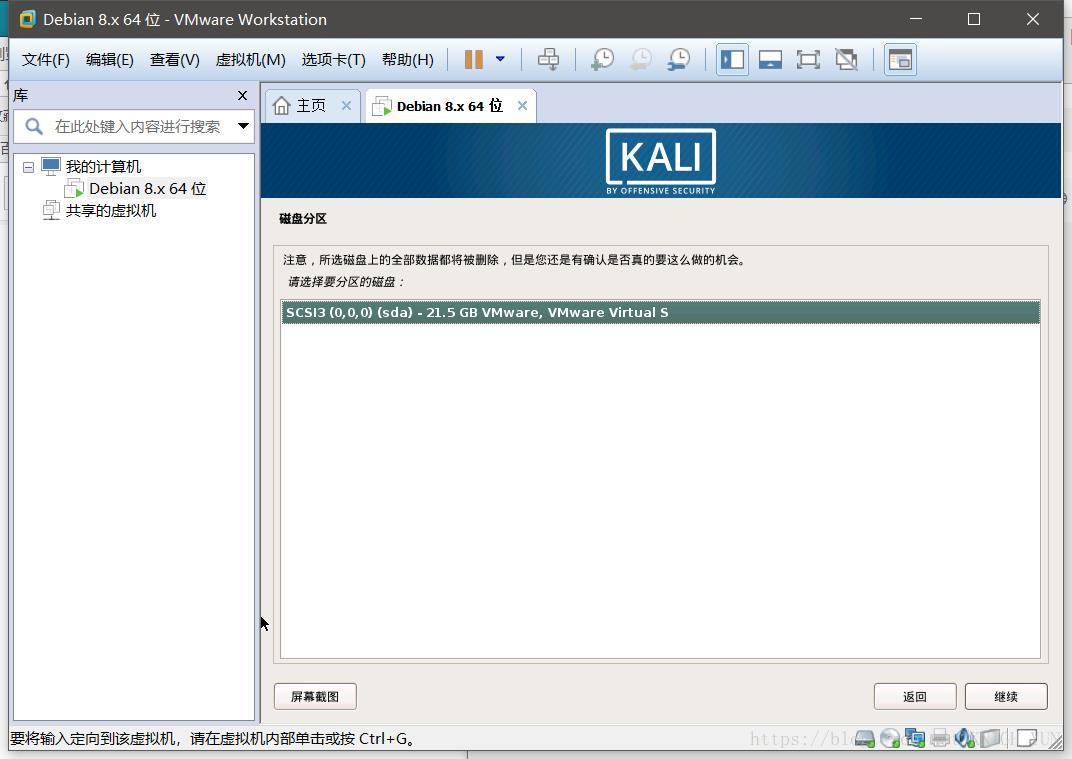 Debian 8.x 64 位 - VMware Workstation
文件(F) 编辑(E) 查看(V) 虚拟机(M) 选项卡(T) 帮助(H)
库
在此处键入内容进行搜索
我的计算机
Debian 8.x 64 位
共享的虚拟机
主页
Debian 8.x 64 位
KALI
BY OFFENSIVE SECURITY
磁盘分区
注意，所选磁盘上的全部数据都将被删除，但是您还是有确认是否真的要这么做的机会。
请选择要分区的磁盘：
SCSI3 (0,0,0) (sda) - 21.5 GB VMware, VMware Virtual S
屏幕截图 返回 继续
要将输入定向到该虚拟机，请在虚拟机内部单击或按 Ctrl+G。